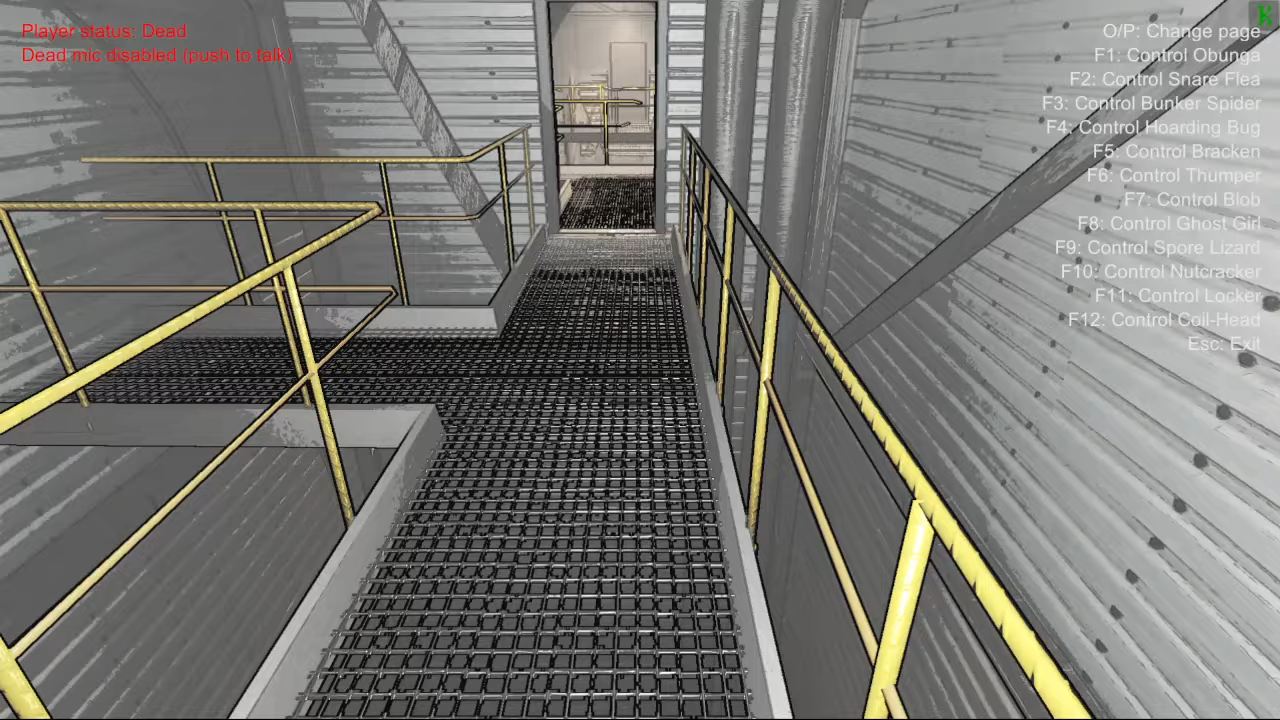 Player status: Dead
Dead mic disabled (push to talk)
K
O/P: Change page
F1: Control Obunga
F2: Control Snare Flea
F3: Control Bunker Spider
F4: Control Hoarding Bug
F5: Control Bracken
F6: Control Thumper
F7: Control Blob
F8: Control Ghost Girl
F9: Control Spore Lizard
F10: Control Nutcracker
F11: Control Locker
F12: Control Coil-Head
Esc: Exit